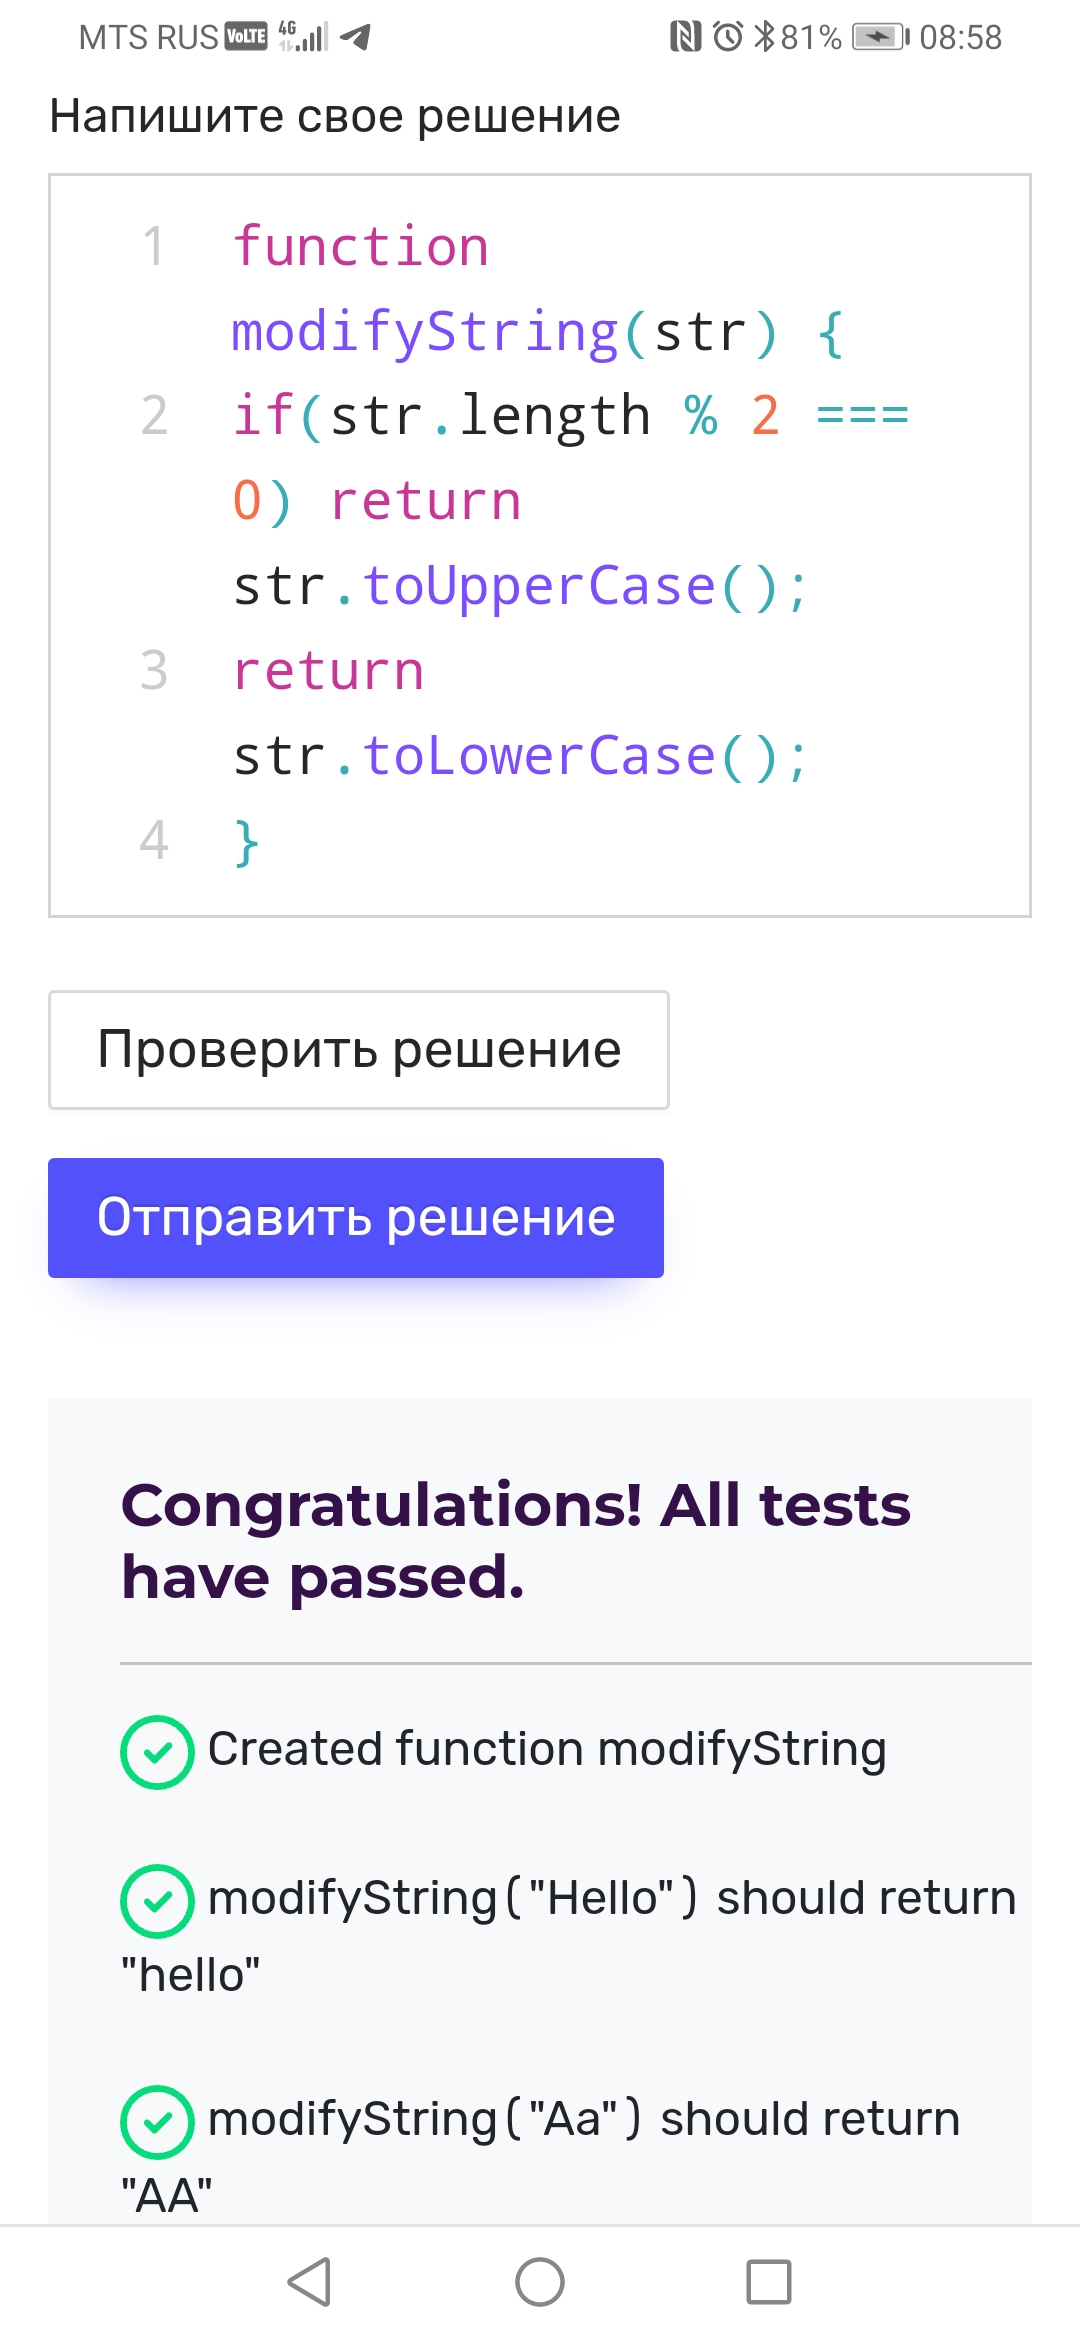 MTS RUS VoLTE 4G 81% 08:58
Напишите свое решение
1 function
modifyString(str) {
2 if(str.length % 2 ===
0) return
str.toUpperCase();
3 return
str.toLowerCase();
4 }
Проверить решение
Отправить решение
Congratulations! All tests
have passed.
Created function modifyString
modifyString("Hello") should return
"hello"
modifyString("Aa") should return
"AA"